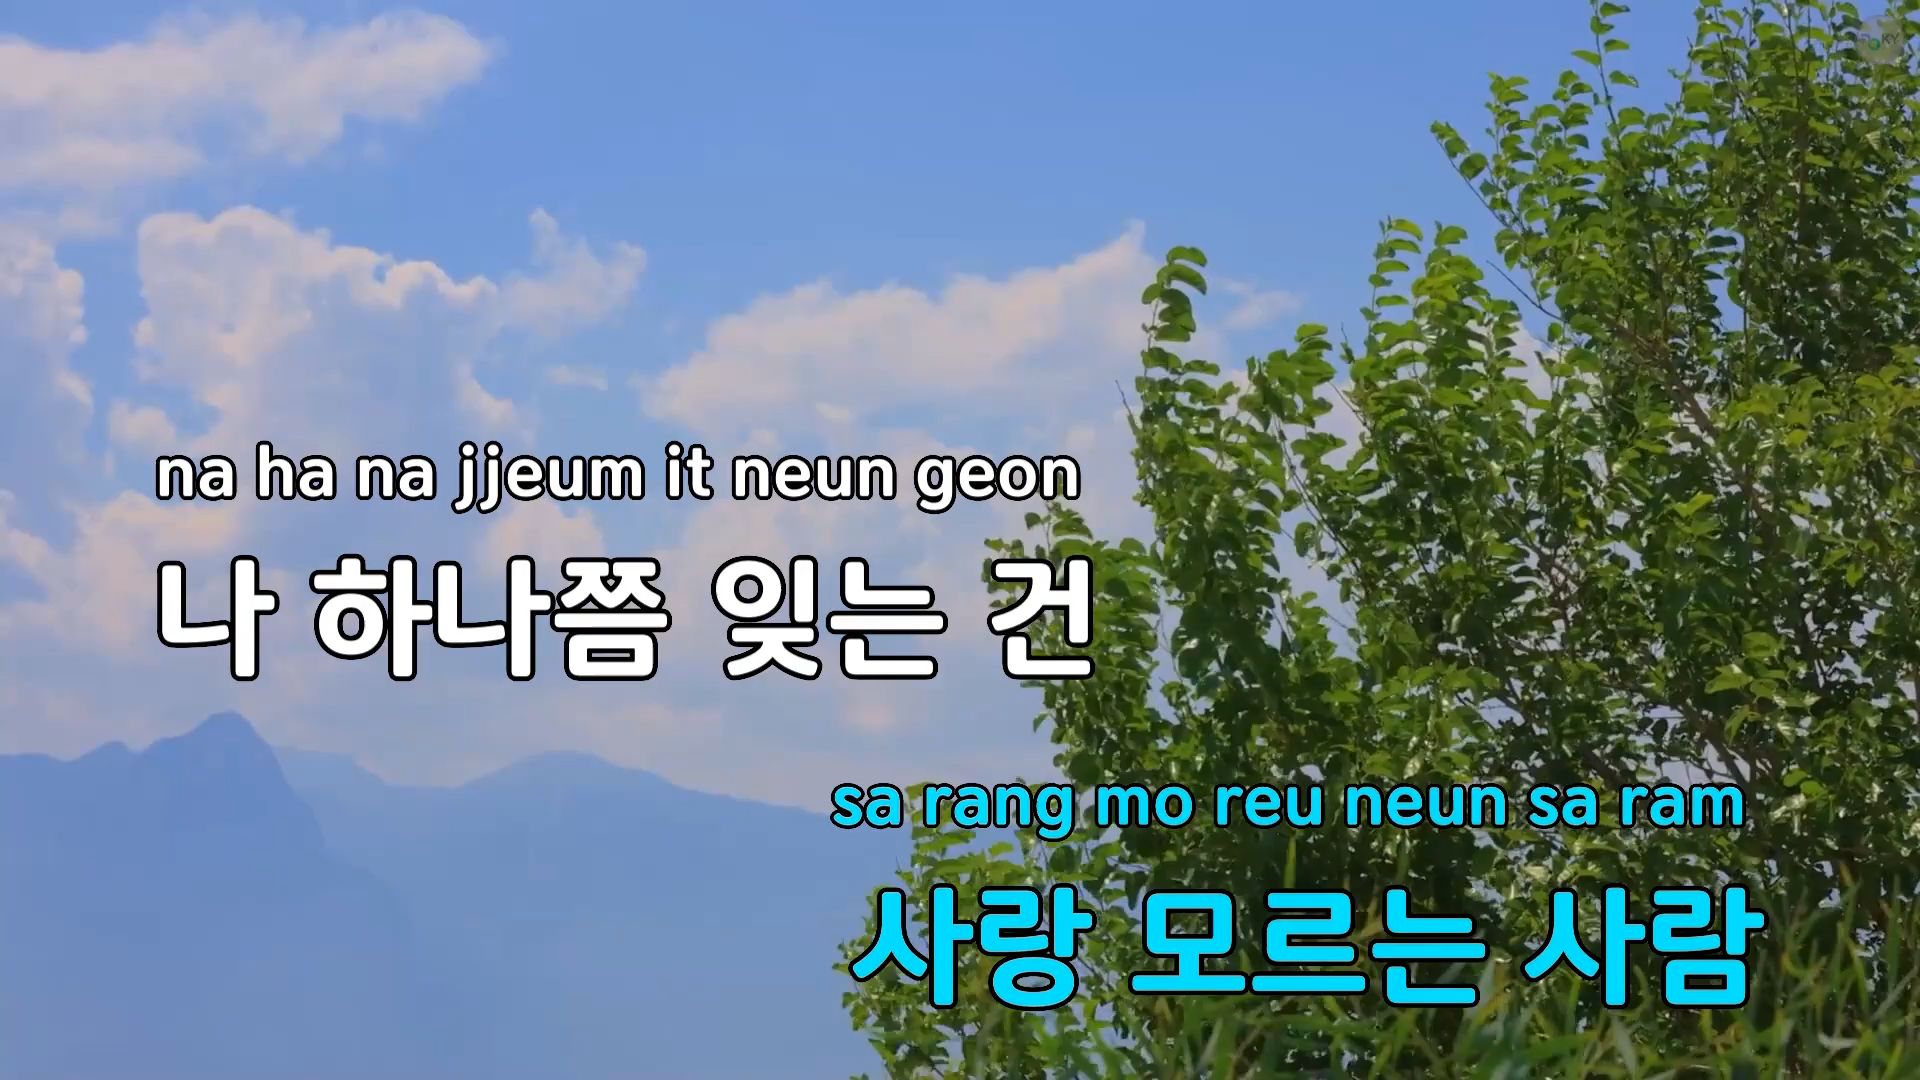 KY
na ha na jjeum it neun geon
나 하나쯤 잊는 건
sa rang mo reu neun sa ram
사랑 모르는 사람